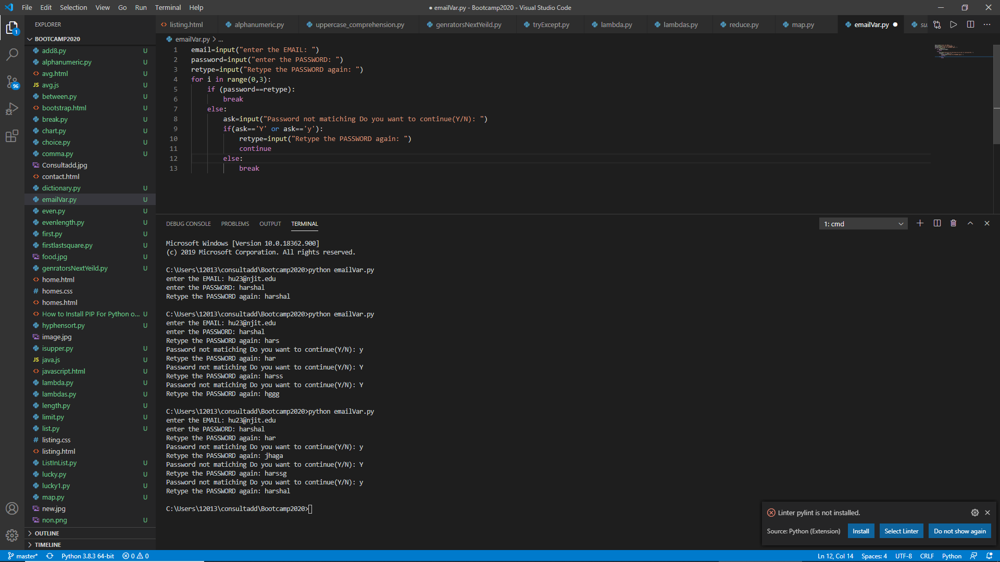 File Edit Selection View Go Run Terminal Help
● emailVar.py - Bootcamp2020 - Visual Studio Code
EXPLORER
listing.html alphanumeric.py uppercase_comprehension.py genratorsNextYeild.py tryExcept.py lambda.py lambdas.py reduce.py map.py emailVar.py ●
1
96
BOOTCAMP2020
add8.py U
alphanumeric.py U
avg.html U
JS avg.js U
between.py U
bootstrap.html U
break.py U
chart.py U
choice.py U
comma.py U
Consultadd.jpg
contact.html
dictionary.py U
emailVar.py U
even.py U
evenlength.py U
first.py U
firstlastsquare.py U
food.jpg U
genratorsNextYeild.py U
home.html
# homes.css
homes.html
How to Install PIP For Python o... U
hyphensort.py U
image.jpg
isupper.py U
JS java.js U
javascript.html U
lambda.py U
lambdas.py U
length.py U
limit.py U
list.py U
# listing.css
listing.html
ListInList.py U
lucky.py U
lucky1.py U
map.py U
new.jpg
non.png U
OUTLINE
TIMELINE
emailVar.py > ...
1 email=input("enter the EMAIL: ")
2 password=input("enter the PASSWORD: ")
3 retype=input("Retype the PASSWORD again: ")
4 for i in range(0,3):
5 if (password==retype):
6 break
7 else:
8 ask=input("Password not matiching Do you want to continue(Y/N): ")
9 if(ask=='Y' or ask=='y'):
10 retype=input("Retype the PASSWORD again: ")
11 continue
12 else:
13 break
DEBUG CONSOLE PROBLEMS OUTPUT TERMINAL
1: cmd
Microsoft Windows [Version 10.0.18362.900]
(c) 2019 Microsoft Corporation. All rights reserved.
C:\Users\12013\consultadd\Bootcamp2020>python emailVar.py
enter the EMAIL: hu23@njit.edu
enter the PASSWORD: harshal
Retype the PASSWORD again: harshal
C:\Users\12013\consultadd\Bootcamp2020>python emailVar.py
enter the EMAIL: hu23@njit.edu
enter the PASSWORD: harshal
Retype the PASSWORD again: hars
Password not matiching Do you want to continue(Y/N): y
Retype the PASSWORD again: har
Password not matiching Do you want to continue(Y/N): Y
Retype the PASSWORD again: harss
Password not matiching Do you want to continue(Y/N): Y
Retype the PASSWORD again: hggg
C:\Users\12013\consultadd\Bootcamp2020>python emailVar.py
enter the EMAIL: hu23@njit.edu
enter the PASSWORD: harshal
Retype the PASSWORD again: har
Password not matiching Do you want to continue(Y/N): y
Retype the PASSWORD again: jhaga
Password not matiching Do you want to continue(Y/N): Y
Retype the PASSWORD again: harssg
Password not matiching Do you want to continue(Y/N): y
Retype the PASSWORD again: harshal
C:\Users\12013\consultadd\Bootcamp2020>
Linter pylint is not installed.
Source: Python (Extension) Install Select Linter Do not show again
master* Python 3.8.3 64-bit 0 0 Ln 12, Col 14 Spaces: 4 UTF-8 CRLF Python